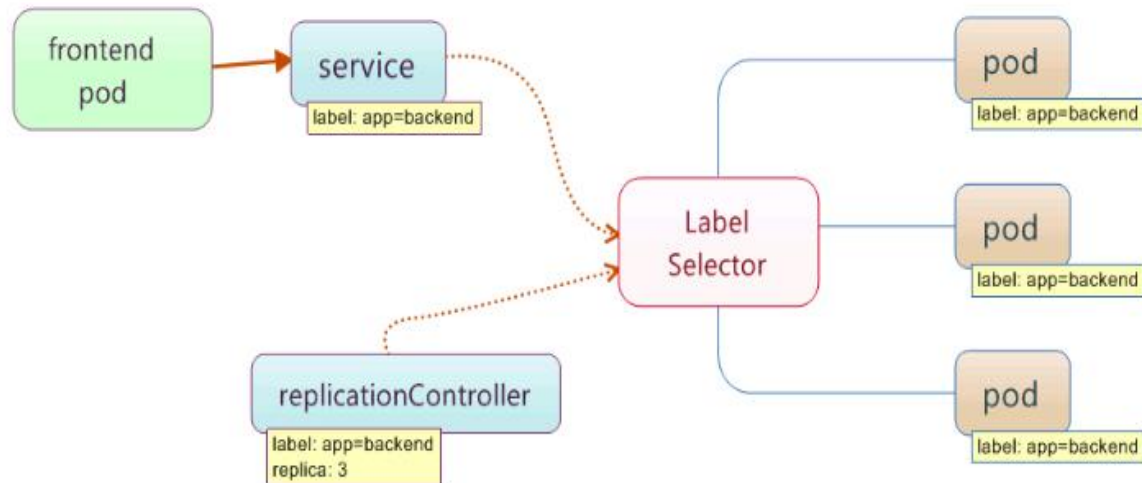 frontend
pod
service
label: app=backend
Label
Selector
replicationController
label: app=backend
replica: 3
pod
label: app=backend
pod
label: app=backend
pod
label: app=backend